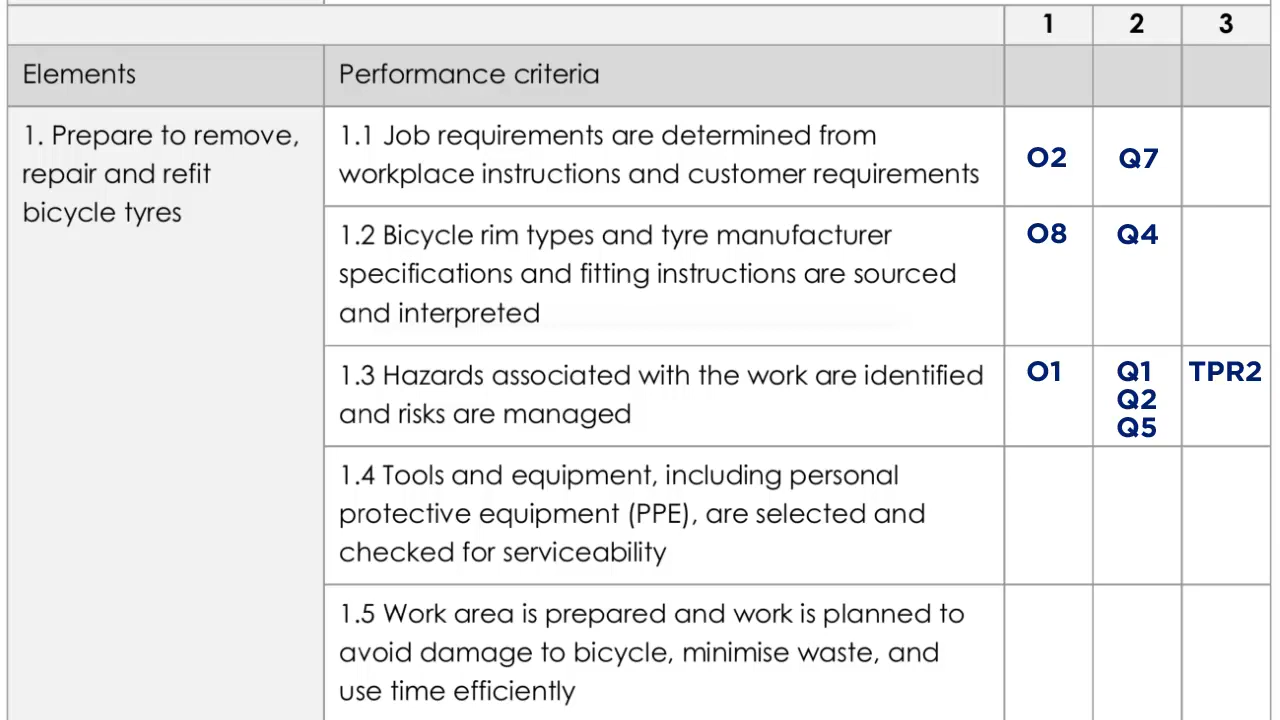 1 2 3
Elements Performance criteria
1. Prepare to remove,
repair and refit
bicycle tyres
1.1 Job requirements are determined from
workplace instructions and customer requirements
O2 Q7
1.2 Bicycle rim types and tyre manufacturer
specifications and fitting instructions are sourced
and interpreted
O8 Q4
1.3 Hazards associated with the work are identified
and risks are managed
O1 Q1 TPR2
Q2
Q5
1.4 Tools and equipment, including personal
protective equipment (PPE), are selected and
checked for serviceability
1.5 Work area is prepared and work is planned to
avoid damage to bicycle, minimise waste, and
use time efficiently